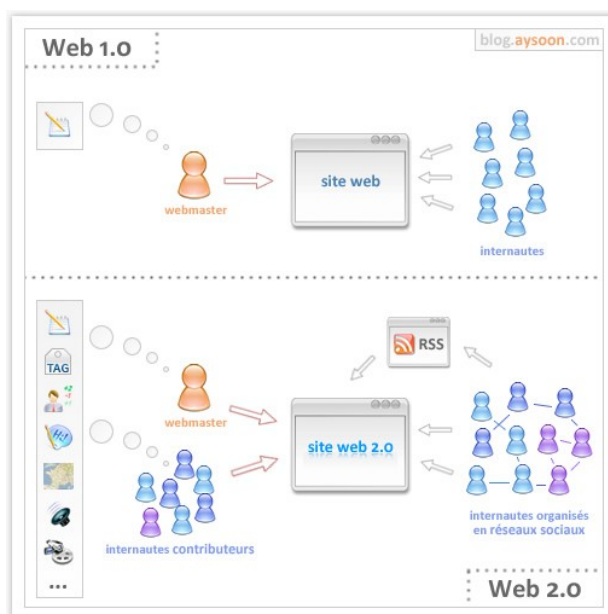 Web 1.0
blog.aysoon.com
webmaster
site web
internautes
TAG
Hi!
RSS
webmaster
site web 2.0
internautes contributeurs
internautes organisés
en réseaux sociaux
...
Web 2.0